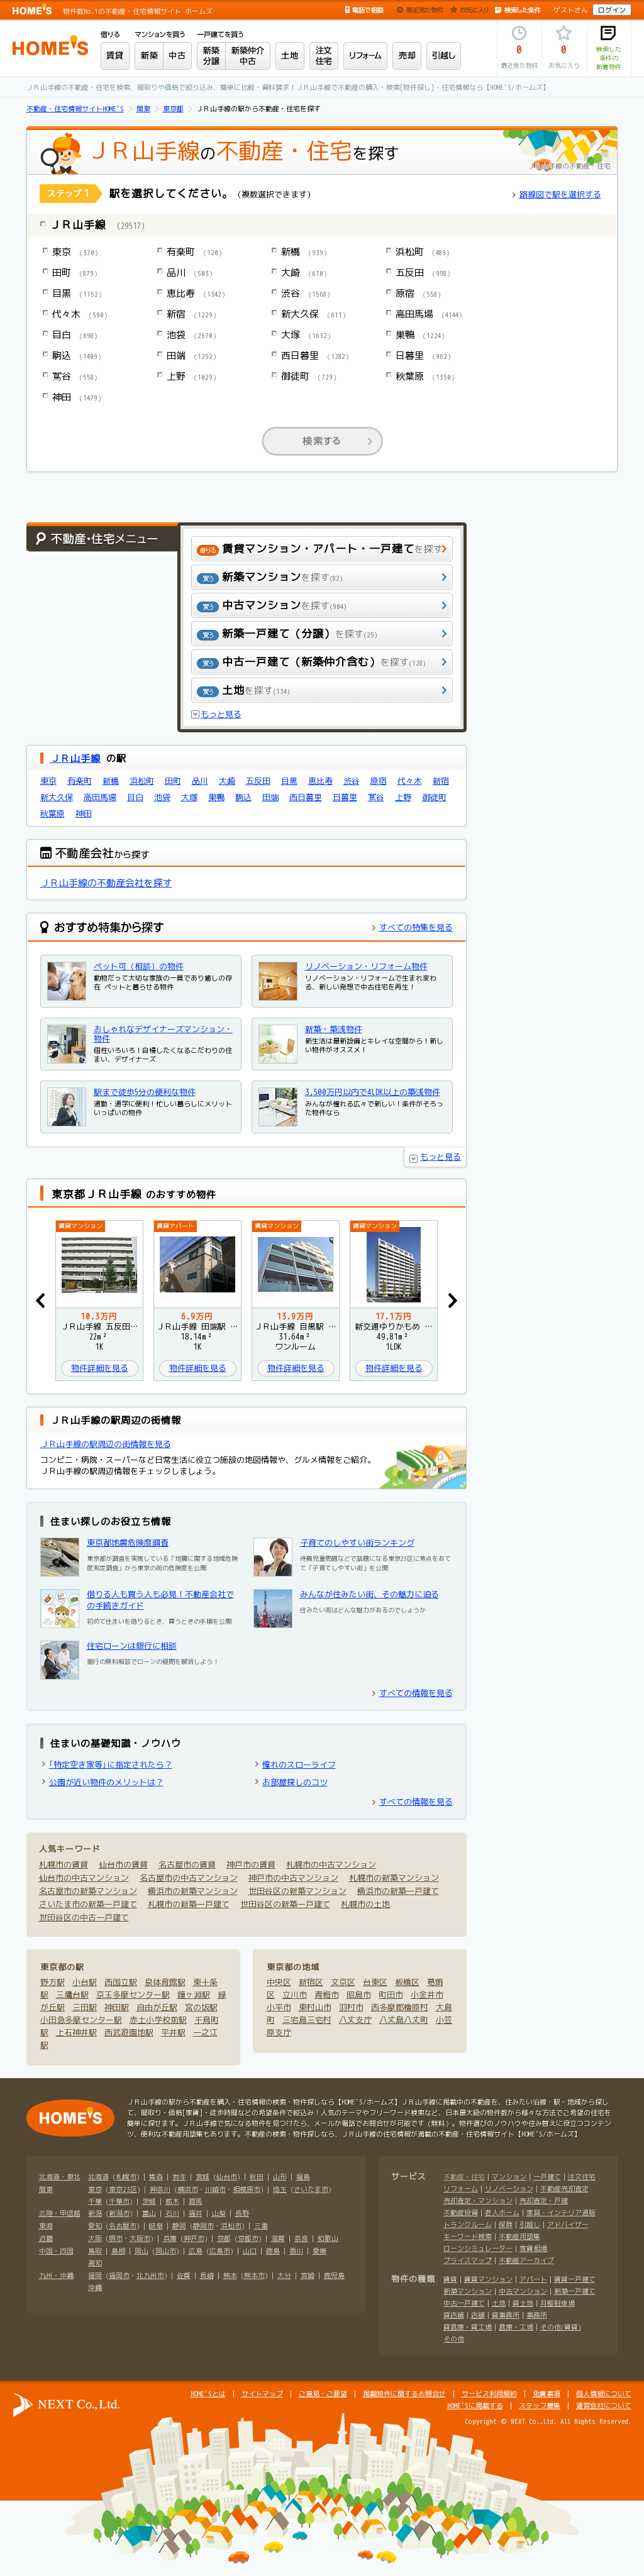 HOME'S 物件数No.1の不動産・住宅情報サイト ホームズ
電話で相談 最近見た物件 お気に入り 検索した条件 ゲストさん ログイン
HOME'S
借りる マンションを買う 一戸建てを買う
賃貸 新築 中古 新築分譲 新築仲介中古 土地 注文住宅 リフォーム 売却 引越し
0 最近見た物件
0 お気に入り
検索した条件の新着物件
ＪＲ山手線の不動産・住宅を検索、間取りや価格で絞り込み、簡単に比較・資料請求！ＪＲ山手線で不動産の購入・検索[物件探し]・住宅情報なら【HOME'S/ホームズ】
不動産・住宅情報サイトHOME'S 関東 東京都 ＪＲ山手線の駅から不動産・住宅を探す
ＪＲ山手線の不動産・住宅を探す
ＪＲ山手線の不動産・住宅
ステップ1 駅を選択してください。（複数選択できます） 路線図で駅を選択する
ＪＲ山手線 (29517)
東京 (370) 有楽町 (120) 新橋 (939) 浜松町 (489)
田町 (879) 品川 (503) 大崎 (610) 五反田 (998)
目黒 (1152) 恵比寿 (1342) 渋谷 (1568) 原宿 (558)
代々木 (590) 新宿 (1229) 新大久保 (611) 高田馬場 (4144)
目白 (698) 池袋 (2670) 大塚 (1632) 巣鴨 (1224)
駒込 (1409) 田端 (1252) 西日暮里 (1282) 日暮里 (962)
鶯谷 (558) 上野 (1029) 御徒町 (729) 秋葉原 (1350)
神田 (1479)
検索する
不動産・住宅メニュー
借りる 賃貸マンション・アパート・一戸建てを探す
買う 新築マンションを探す(82)
買う 中古マンションを探す(904)
買う 新築一戸建て（分譲）を探す(25)
買う 中古一戸建て（新築仲介含む）を探す(128)
買う 土地を探す(134)
もっと見る
ＪＲ山手線 の駅
東京 有楽町 新橋 浜松町 田町 品川 大崎 五反田 目黒 恵比寿 渋谷 原宿 代々木 新宿
新大久保 高田馬場 目白 池袋 大塚 巣鴨 駒込 田端 西日暮里 日暮里 鶯谷 上野 御徒町
秋葉原 神田
不動産会社から探す
ＪＲ山手線の不動産会社を探す
おすすめ特集から探す すべての特集を見る
ペット可（相談）の物件
動物だって大切な家族の一員であり癒しの存在 ペットと暮らせる物件
リノベーション・リフォーム物件
リノベーション・リフォームで生まれ変わる、新しい発想で中古住宅を再生！
おしゃれなデザイナーズマンション・物件
個性いろいろ！自慢したくなるこだわりの住まい、デザイナーズ
新築・築浅物件
新生活は最新設備とキレイな空間から！新しい物件がオススメ！
駅まで徒歩5分の便利な物件
通勤・通学に便利！忙しい暮らしにメリットいっぱいの物件
3,500万円以内で4LDK以上の築浅物件
みんなが憧れる広々で新しい！条件がそろった物件なら
もっと見る
東京都ＪＲ山手線 のおすすめ物件
賃貸マンション 賃貸アパート 賃貸マンション 賃貸マンション
10.3万円 6.9万円 13.9万円 17.1万円
ＪＲ山手線 五反田… ＪＲ山手線 田端駅 … ＪＲ山手線 目黒駅 … 新交通ゆりかもめ …
22m² 18.14m² 31.64m² 49.81m²
1K 1K ワンルーム 1LDK
物件詳細を見る 物件詳細を見る 物件詳細を見る 物件詳細を見る
ＪＲ山手線の駅周辺の街情報
ＪＲ山手線の駅周辺の街情報を見る
コンビニ・病院・スーパーなど日常生活に役立つ施設の地図情報や、グルメ情報をご紹介。
ＪＲ山手線の駅周辺情報をチェックしましょう。
住まい探しのお役立ち情報
東京都地震危険度調査
東京都が調査を実施している「地震に関する地域危険度測定調査」から東京の街の危険度を公開
子育てのしやすい街ランキング
待機児童問題などで話題になる東京23区に焦点をあてて「子育てしやすい街」を公開
借りる人も買う人も必見！不動産会社での手続きガイド
初めて住まいを借りるとき、買うときの手順を公開
みんなが住みたい街、その魅力に迫る
住みたい街はどんな魅力があるのでしょうか
住宅ローンは銀行に相談
銀行の無料相談でローンの疑問を解消しよう！
すべての情報を見る
住まいの基礎知識・ノウハウ
「特定空き家等」に指定されたら？ 憧れのスローライフ
公園が近い物件のメリットは？ お部屋探しのコツ
すべての情報を見る
人気キーワード
札幌市の賃貸 仙台市の賃貸 名古屋市の賃貸 神戸市の賃貸 札幌市の中古マンション
仙台市の中古マンション 名古屋市の中古マンション 神戸市の中古マンション 札幌市の新築マンション
名古屋市の新築マンション 横浜市の新築マンション 世田谷区の新築マンション 横浜市の新築一戸建て
さいたま市の新築一戸建て 札幌市の新築一戸建て 世田谷区の新築一戸建て 札幌市の土地
世田谷区の中古一戸建て
東京都の駅
野方駅 小台駅 西国立駅 京体育館駅 東十条
駅 三鷹台駅 京王多摩センター駅 鐘ヶ淵駅 緑
が丘駅 三田駅 神田駅 自由が丘駅 宮の坂駅
小田急多摩センター駅 赤土小学校前駅 千鳥町
駅 上石神井駅 西武遊園地駅 平井駅 一之江
駅
東京都の地域
中央区 新宿区 文京区 台東区 板橋区 葛飾
区 立川市 青梅市 昭島市 町田市 小金井市
小平市 東村山市 羽村市 西多摩郡檜原村 大島
町 三宅島三宅村 八丈支庁 八丈島八丈町 小笠
原支庁
HOME'S
ＪＲ山手線の駅から不動産を購入・住宅情報の検索・物件探しなら【HOME'S/ホームズ】ＪＲ山手線に掲載中の不動産を、住みたい沿線・駅・地域から探して、間取り・価格[家賃]・徒歩時間などの希望条件で絞込み！人気のテーマやフリーワード検索など、日本最大級の物件数から様々な方法でご希望の住宅を簡単に探せます。ＪＲ山手線で気になる物件を見つけたら、メールか電話でお問合せが可能です（無料）。物件選びのノウハウや住み替えに役立つコンテンツ、便利な不動産用語集もあります。不動産の検索・物件探しなら、ＪＲ山手線の住宅情報が満載の不動産・住宅情報サイト【HOME'S/ホームズ】
北海道・東北 北海道 (札幌市) | 青森 | 岩手 | 宮城 (仙台市) | 秋田 | 山形 | 福島
関東 東京 (東京23区) | 神奈川 (横浜市・川崎市・相模原市) | 埼玉 (さいたま市) | 千葉 (千葉市) | 茨城 | 栃木 | 群馬
北陸・甲信越 新潟 (新潟市) | 富山 | 石川 | 福井 | 山梨 | 長野
東海 愛知 (名古屋市) | 岐阜 | 静岡 (静岡市・浜松市) | 三重
近畿 大阪 (堺市・大阪市) | 兵庫 (神戸市) | 京都 (京都市) | 滋賀 | 奈良 | 和歌山
中国・四国 鳥取 | 島根 | 岡山 (岡山市) | 広島 (広島市) | 山口 | 徳島 | 香川 | 愛媛 | 高知
九州・沖縄 福岡 (福岡市・北九州市) | 佐賀 | 長崎 | 熊本 (熊本市) | 大分 | 宮崎 | 鹿児島 | 沖縄
サービス 不動産・住宅 | マンション | 一戸建て | 注文住宅
リフォーム | リノベーション | 不動産売却査定
売却査定・マンション | 売却査定・戸建
不動産投資 | 老人ホーム | 家具・インテリア通販
トランクルーム | 保険 | 引越し | アドバイザー
キーワード検索 | 不動産用語集
ローンシミュレーター | 家賃相場
プライスマップ | 不動産アーカイブ
物件の種類 賃貸 | 賃貸マンション | アパート | 賃貸一戸建て
新築マンション | 中古マンション | 新築一戸建て
中古一戸建て | 土地 | 貸土地 | 月極駐車場
貸店舗 | 店舗 | 貸事務所 | 事務所
貸倉庫・貸工場 | 倉庫・工場 | その他(賃貸)
その他
NEXT Co.,Ltd.
HOME'Sとは | サイトマップ | ご意見・ご要望 | 掲載物件に関するお問合せ | サービス利用規約 | 免責事項 | 個人情報について
HOME'Sに掲載する | スタッフ募集 | 運営会社について
Copyright © NEXT Co.,Ltd. All Rights Reserved.